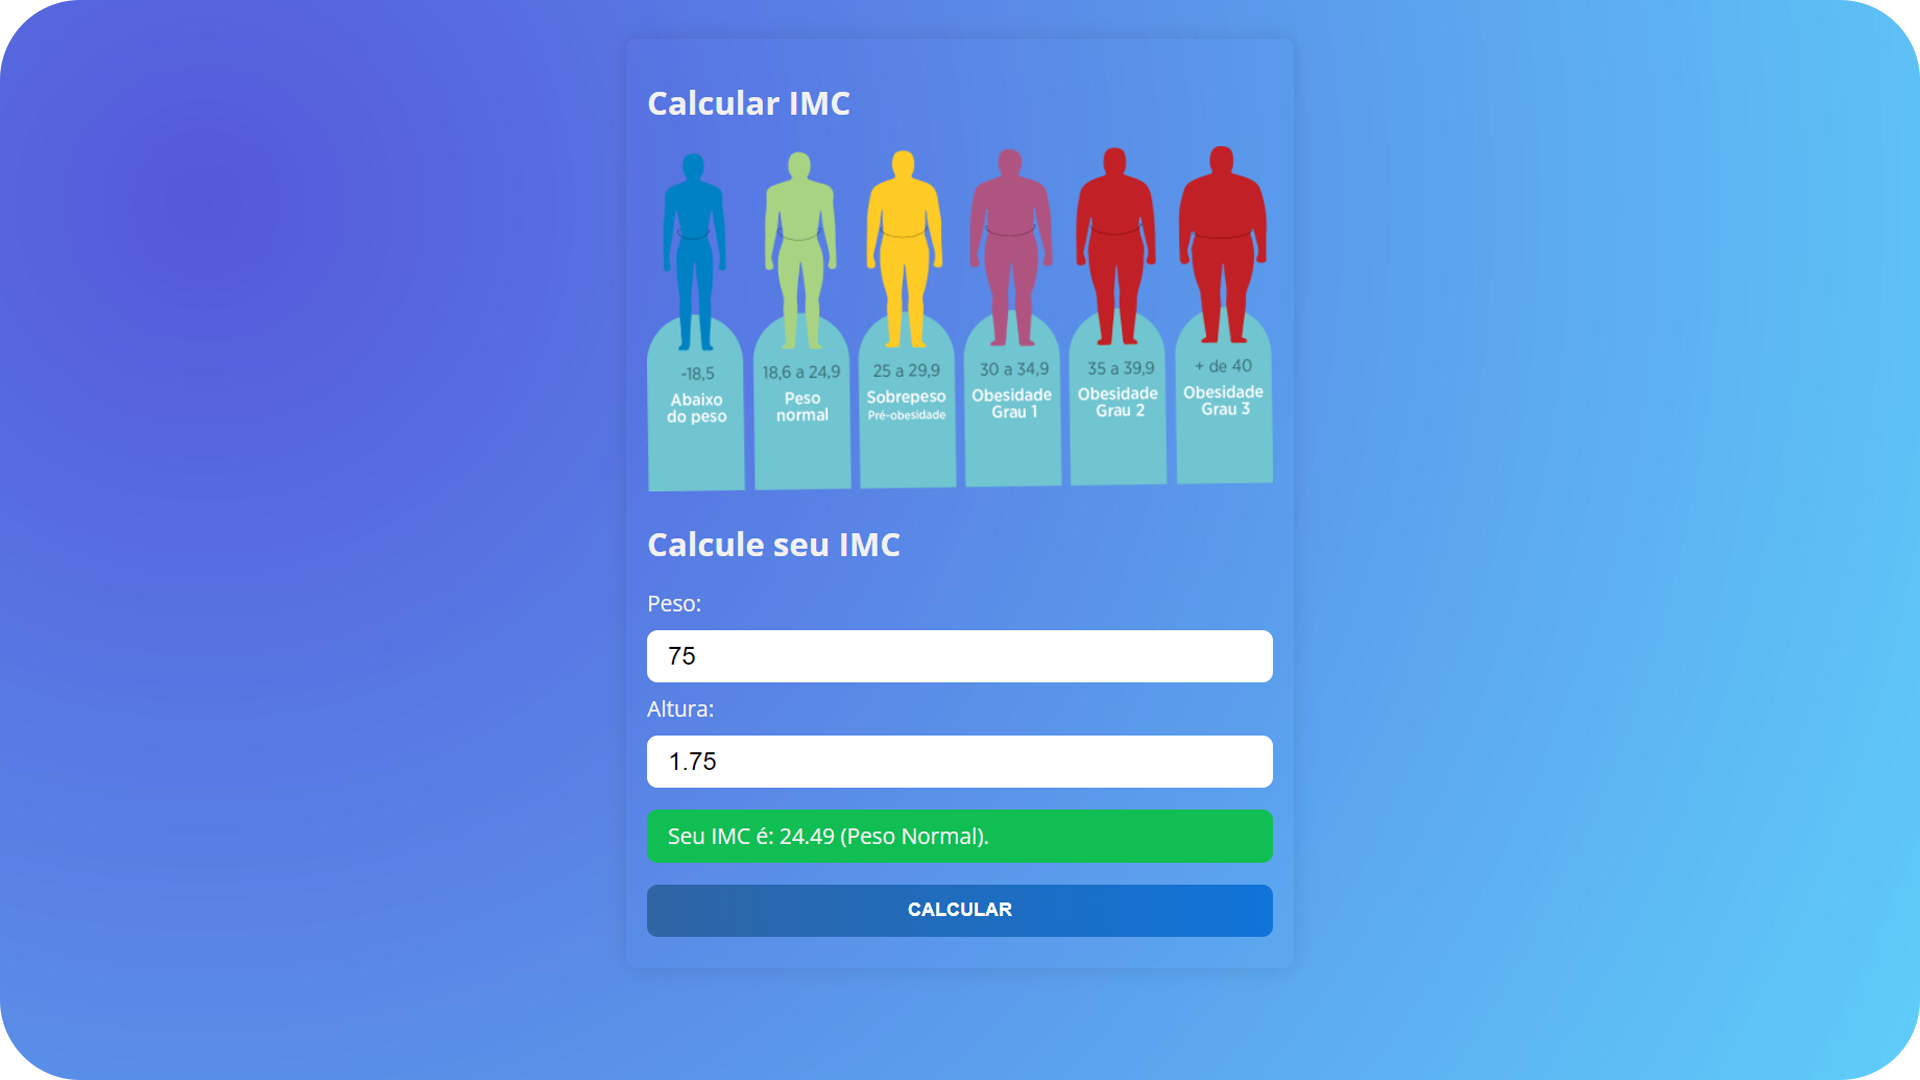 Calcular IMC
-18,5
Abaixo
do peso
18,6 a 24,9
Peso
normal
25 a 29,9
Sobrepeso
Pré-obesidade
30 a 34,9
Obesidade
Grau 1
35 a 39,9
Obesidade
Grau 2
+ de 40
Obesidade
Grau 3
Calcule seu IMC
Peso:
75
Altura:
1.75
Seu IMC é: 24.49 (Peso Normal).
CALCULAR